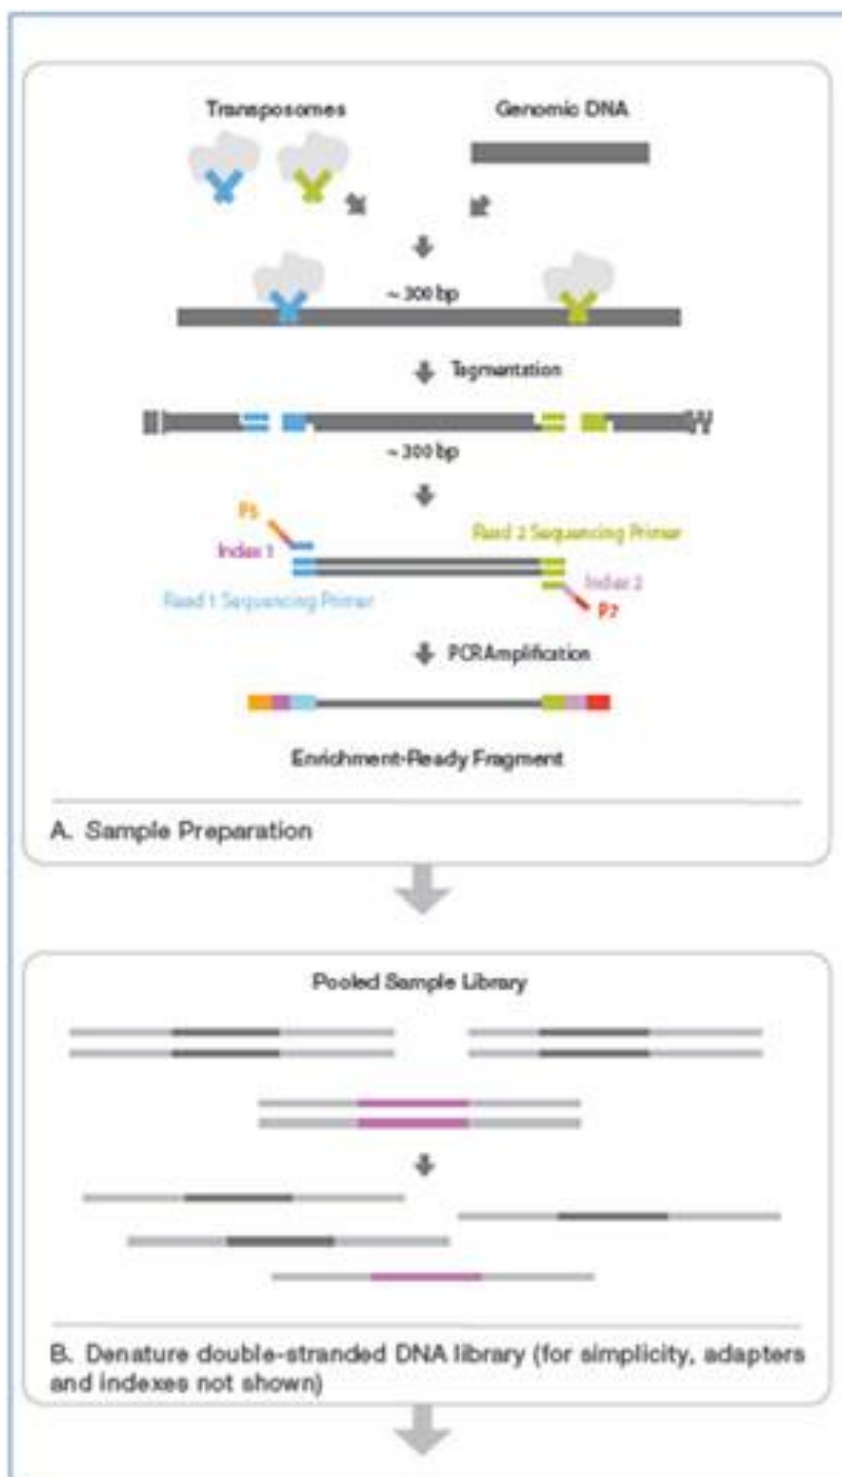 Transposomes
Genomic DNA
~ 300 bp
Tagmentation
~ 300 bp
P5
Index 1
Read 2 Sequencing Primer
Read 1 Sequencing Primer
Index 2
P7
PCR Amplification
Enrichment-Ready Fragment
A. Sample Preparation
Pooled Sample Library
B. Denature double-stranded DNA library (for simplicity, adapters
and indexes not shown)